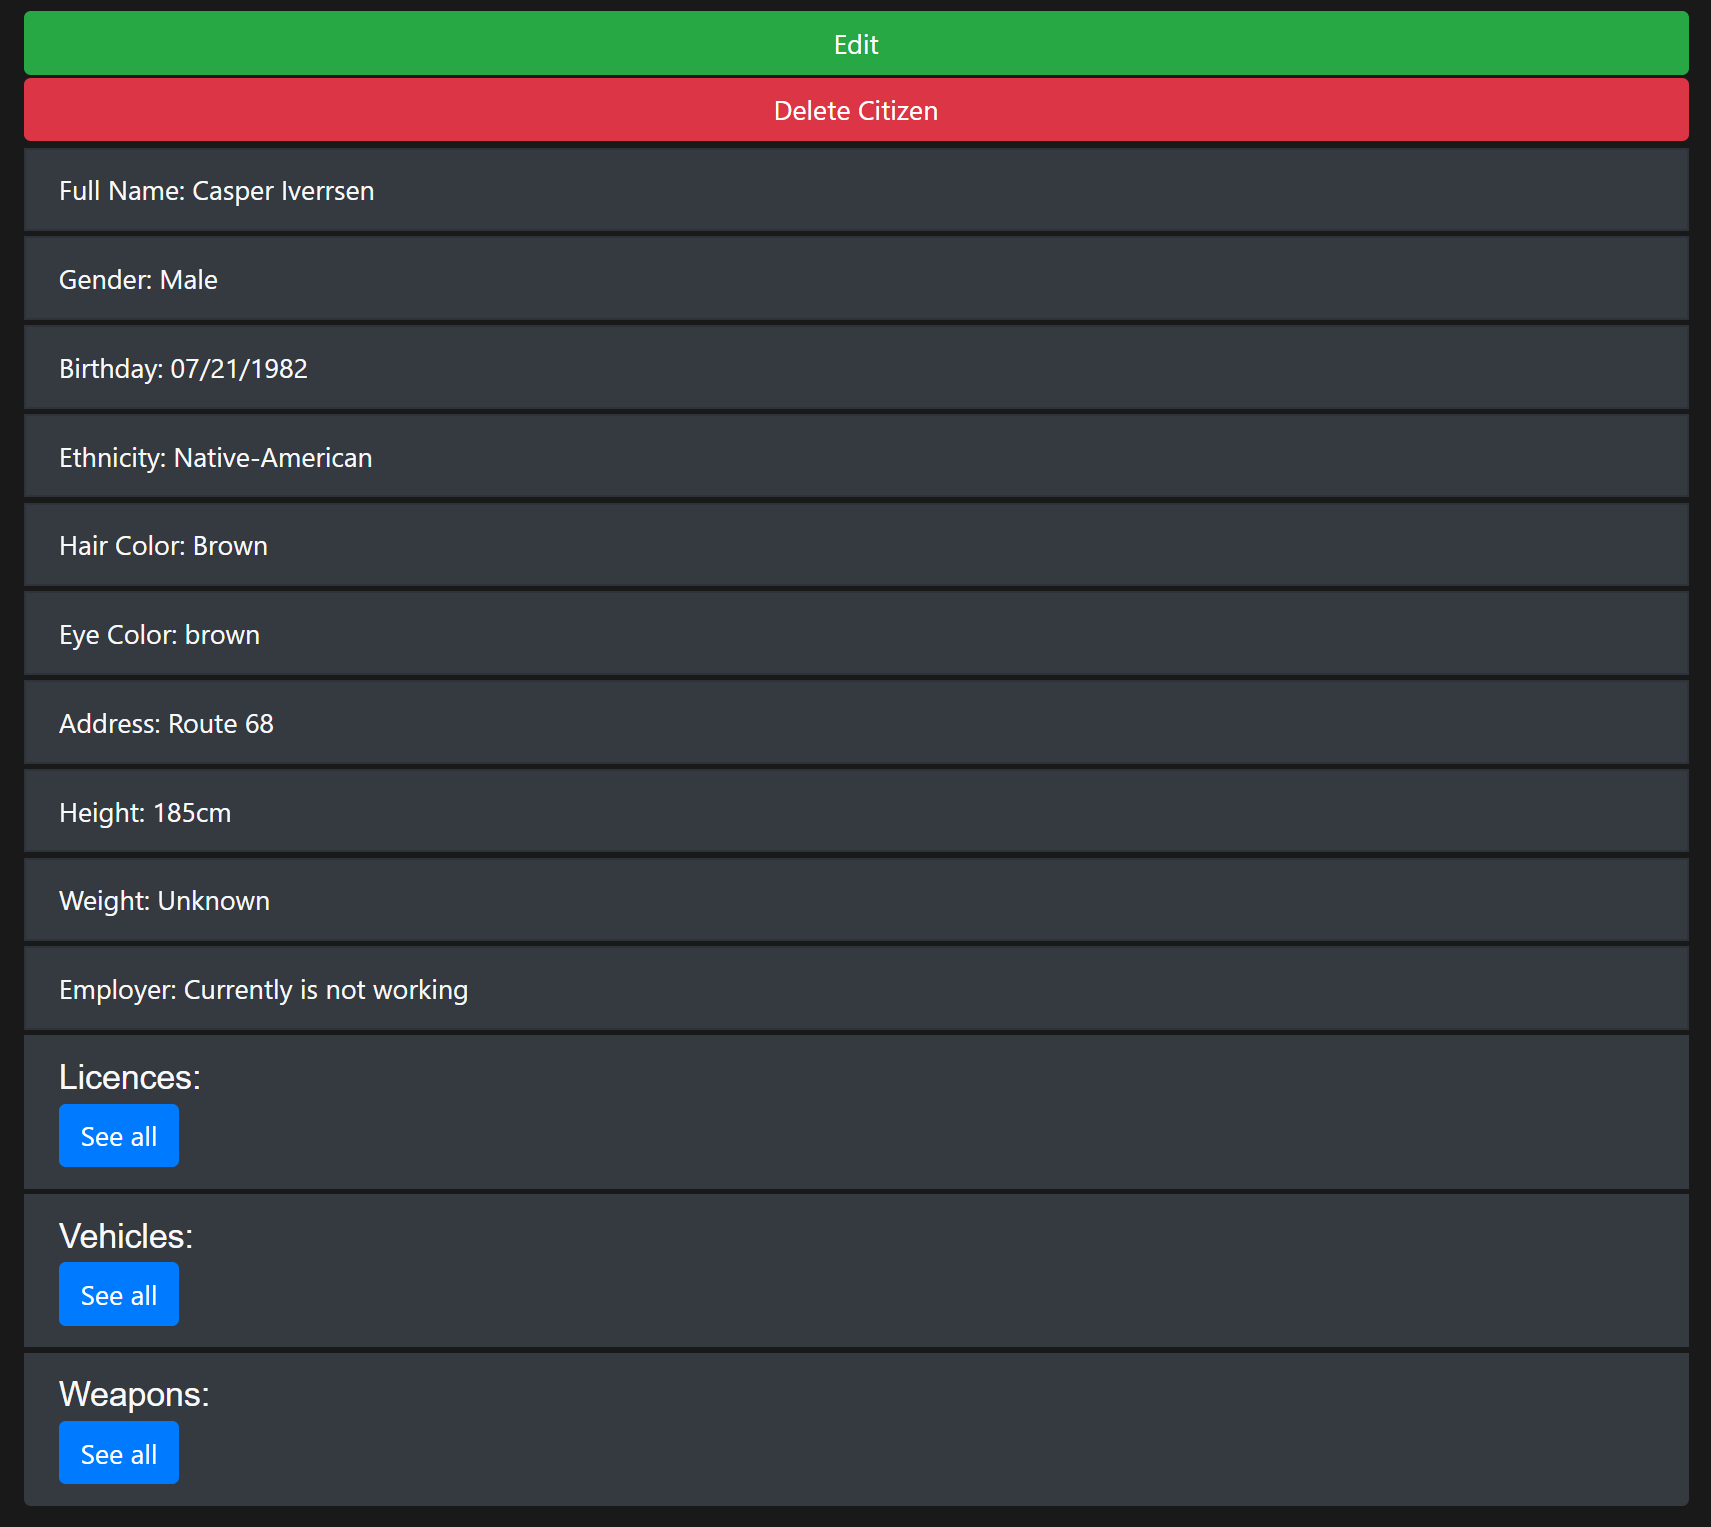 Edit
Delete Citizen
Full Name: Casper Iverrsen
Gender: Male
Birthday: 07/21/1982
Ethnicity: Native-American
Hair Color: Brown
Eye Color: brown
Address: Route 68
Height: 185cm
Weight: Unknown
Employer: Currently is not working
Licences:
See all
Vehicles:
See all
Weapons:
See all